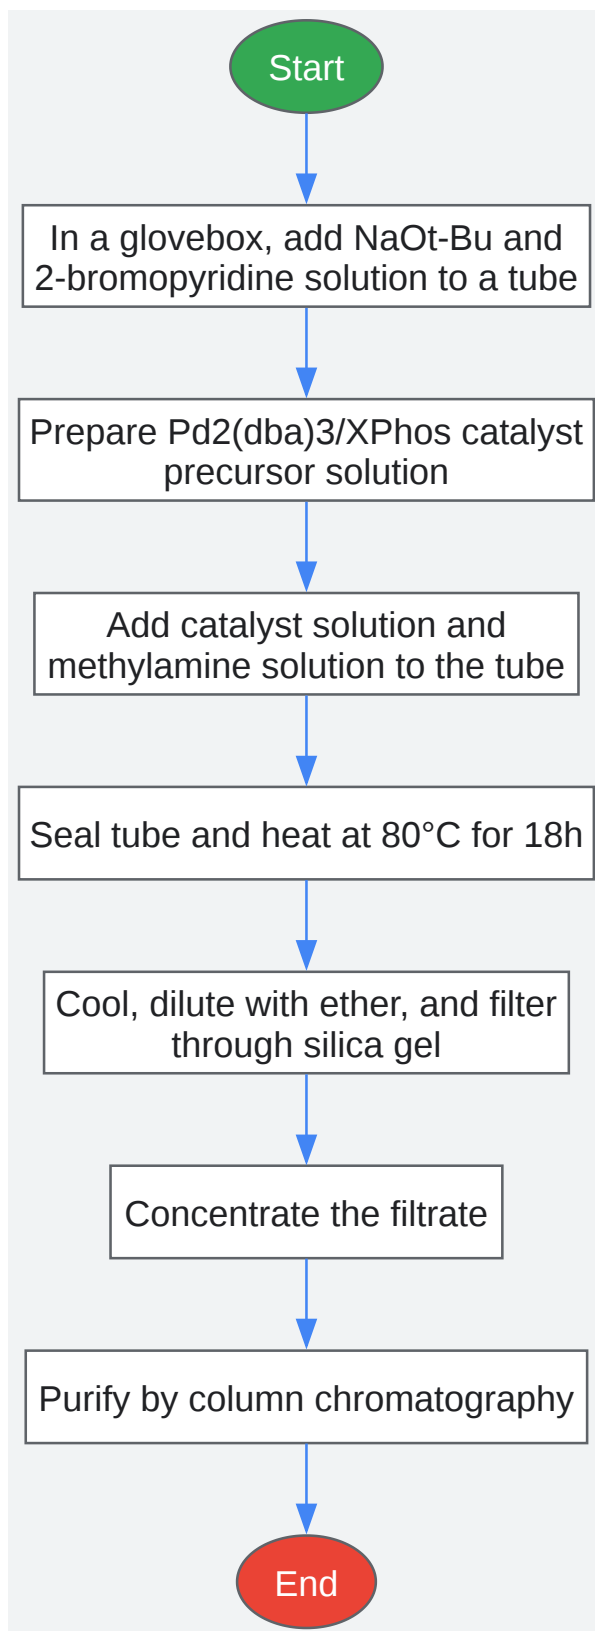 Start
In a glovebox, add NaOt-Bu and
2-bromopyridine solution to a tube
Prepare Pd2(dba)3/XPhos catalyst
precursor solution
Add catalyst solution and
methylamine solution to the tube
Seal tube and heat at 80°C for 18h
Cool, dilute with ether, and filter
through silica gel
Concentrate the filtrate
Purify by column chromatography
End